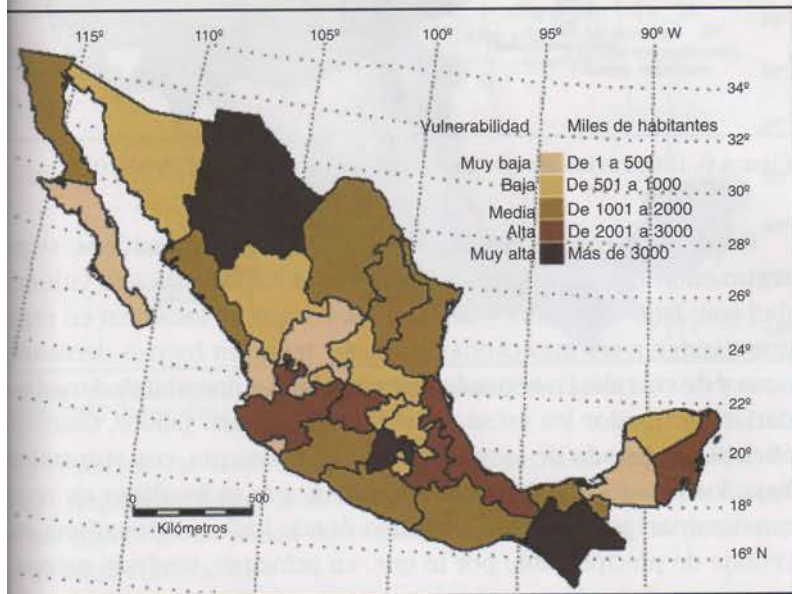 115º 110º 105º 100º 95º 90º W
34º
32º
30º
28º
26º
24º
22º
20º
18º
16º N
Vulnerabilidad Miles de habitantes
Muy baja De 1 a 500
Baja De 501 a 1000
Media De 1001 a 2000
Alta De 2001 a 3000
Muy alta Más de 3000
0 500
Kilómetros